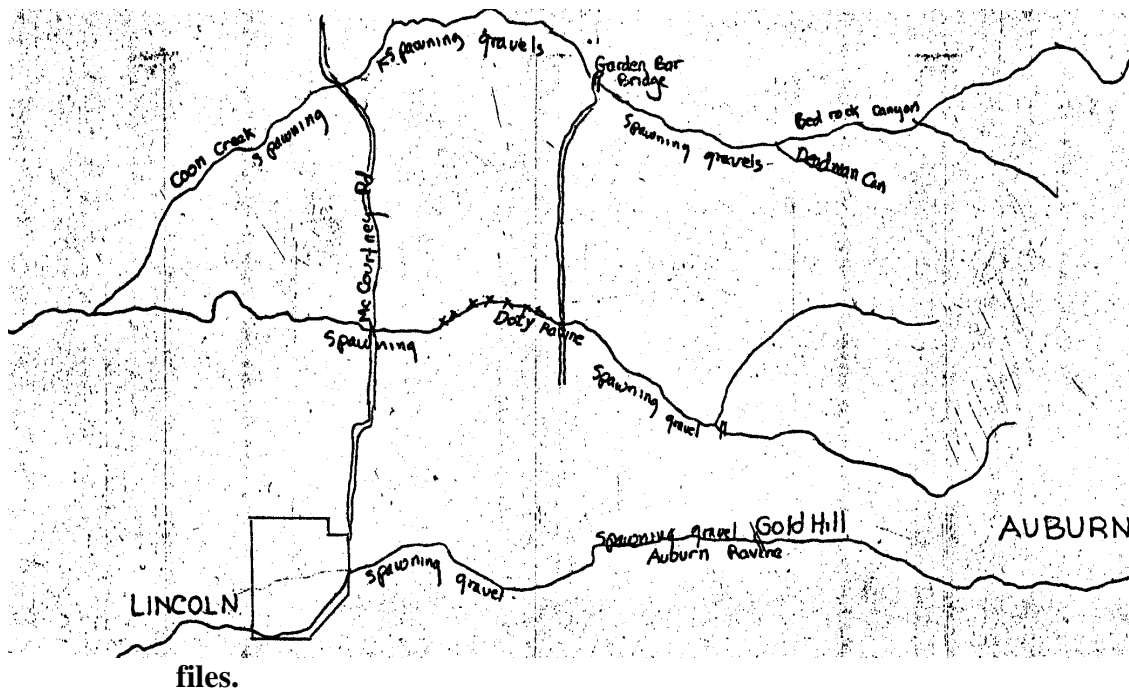 Spawning gravels
Garden Bar
Bridge
Coon Creek
Spawning
Spawning gravels
Bed rock Canyon
Deadman Can
McCourtney Rd
Spawning
Doty Ravine
Spawning gravel
Spawning gravel
Gold Hill
Auburn Ravine
AUBURN
Spawning gravel
LINCOLN
files.